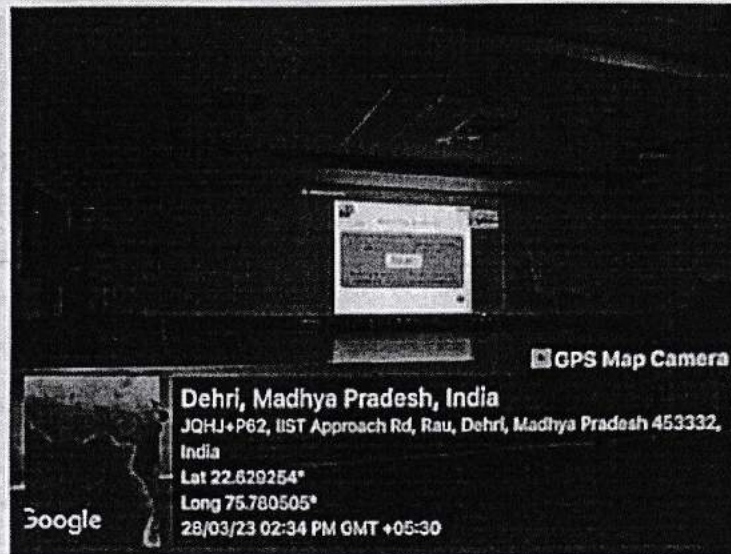 GPS Map Camera
Dehri, Madhya Pradesh, India
JQHJ+P62, IIST Approach Rd, Rau, Dehri, Madhya Pradesh 453332,
India
Lat 22.629254°
Long 75.780505°
28/03/23 02:34 PM GMT +05:30
Google